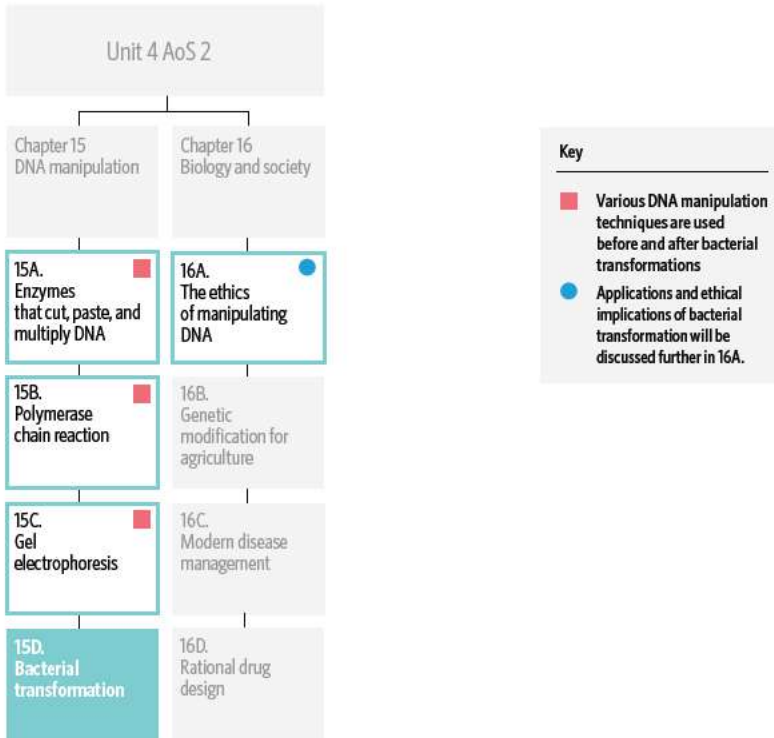 Unit 4 AoS 2
Chapter 15
DNA manipulation
Chapter 16
Biology and society
15A.
Enzymes
that cut, paste, and
multiply DNA
16A.
The ethics
of manipulating
DNA
15B.
Polymerase
chain reaction
16B.
Genetic
modification for
agriculture
15C.
Gel
electrophoresis
16C.
Modern disease
management
15D.
Bacterial
transformation
16D.
Rational drug
design
Key
Various DNA manipulation
techniques are used
before and after bacterial
transformations
Applications and ethical
implications of bacterial
transformation will be
discussed further in 16A.